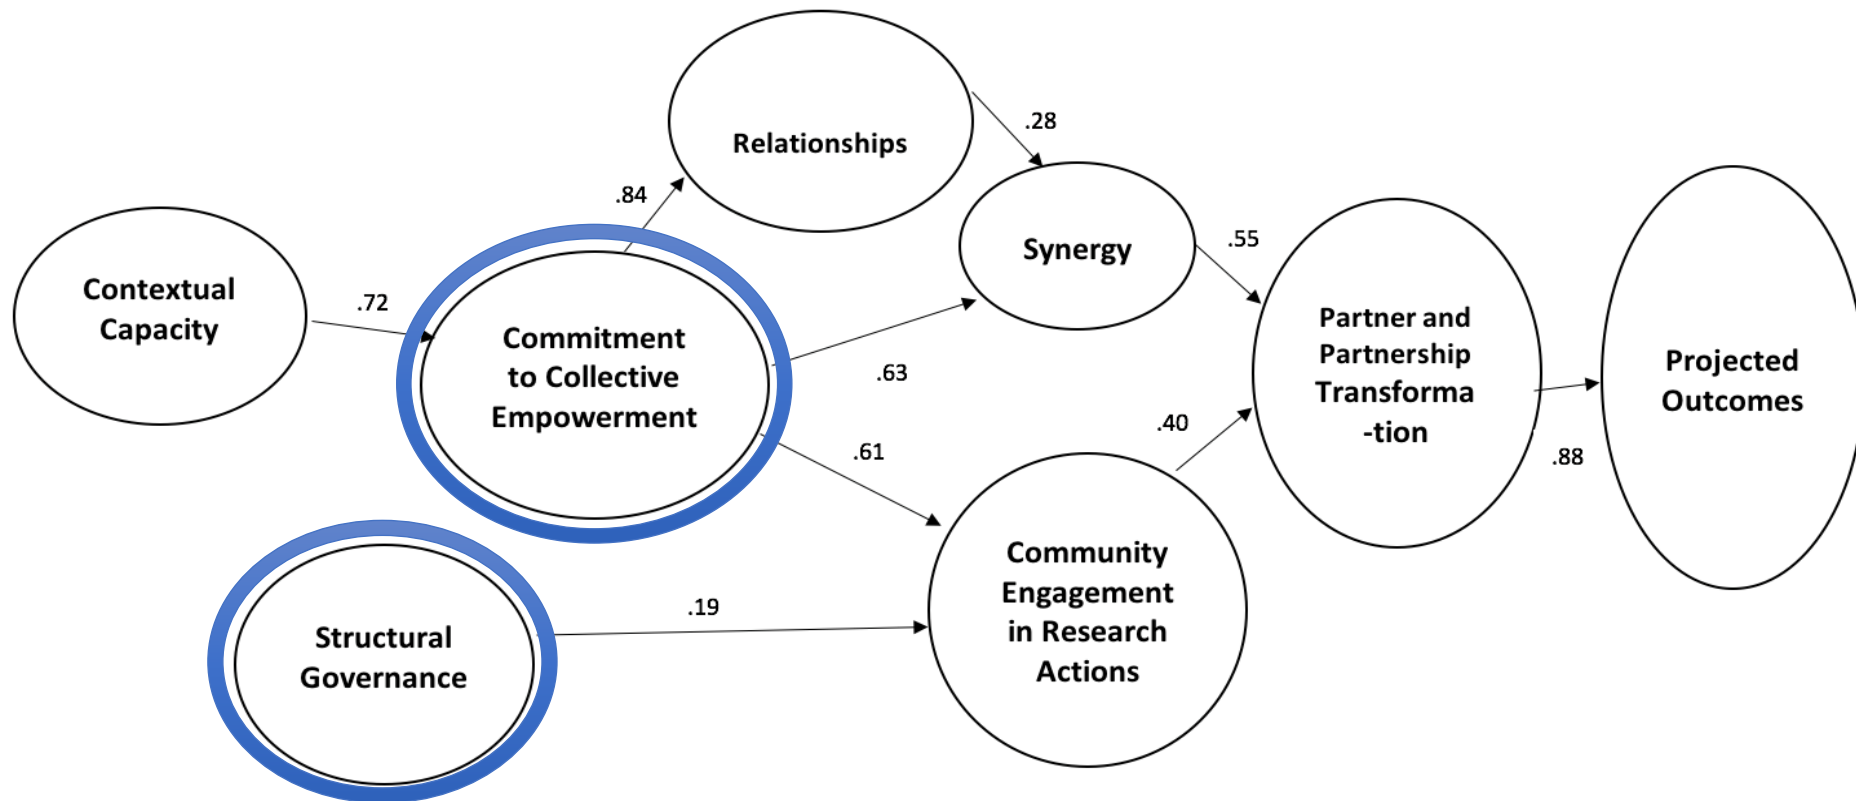 Relationships
.28
.84
Synergy
.55
Contextual
Capacity
.72
Commitment
to Collective
Empowerment
.63
.61
Partner and
Partnership
Transforma
-tion
.40
.88
Projected
Outcomes
Structural
Governance
.19
Community
Engagement
in Research
Actions